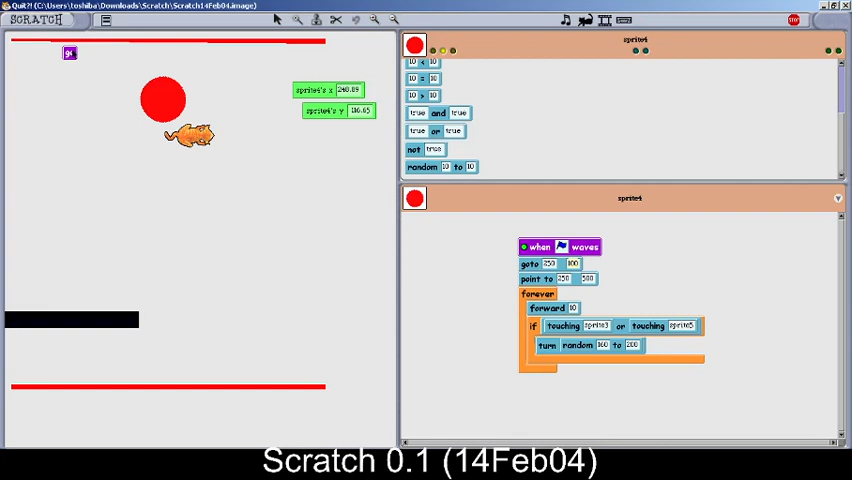 Quit?! (C:\Users\toshiba\Downloads\Scratch\Scratch14Feb04.image)
SCRATCH
STOP
sprite4
10 < 10
10 = 10
10 > 10
true and true
true or true
not true
random 10 to 10
sprite4's x 248.89
sprite4's y 116.65
sprite4
when waves
goto 250 100
point to 250 500
forever
forward 10
if touching sprite3 or touching sprite5
turn random 160 to 200
Scratch 0.1 (14Feb04)